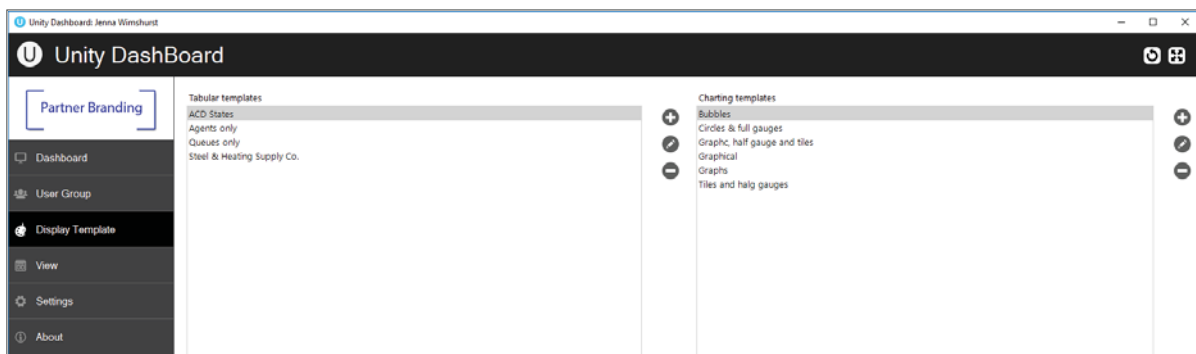 Unity Dashboard: Jenna Wimshurst
Unity DashBoard
Partner Branding
Dashboard
User Group
Display Template
View
Settings
About
Tabular templates
ACD States
Agents only
Queues only
Steel & Heating Supply Co.
Charting templates
Bubbles
Circles & full gauges
Graphc, half gauge and tiles
Graphical
Graphs
Tiles and halg gauges